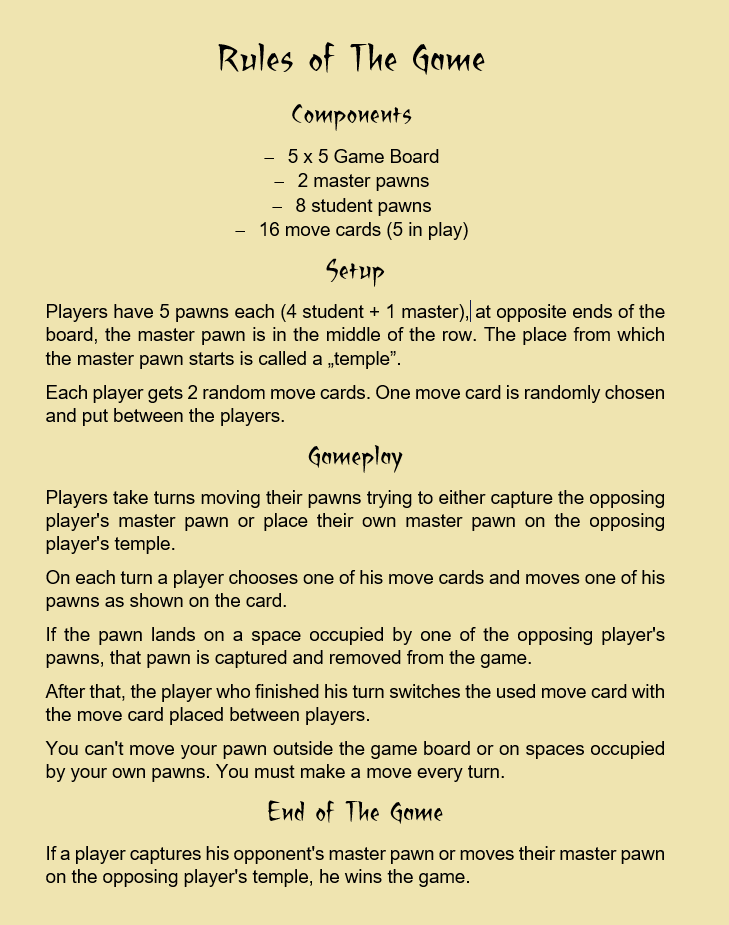 Rules of The Game
Components
– 5 x 5 Game Board
– 2 master pawns
– 8 student pawns
– 16 move cards (5 in play)
Setup
Players have 5 pawns each (4 student + 1 master), at opposite ends of the
board, the master pawn is in the middle of the row. The place from which
the master pawn starts is called a „temple”.
Each player gets 2 random move cards. One move card is randomly chosen
and put between the players.
Gameplay
Players take turns moving their pawns trying to either capture the opposing
player's master pawn or place their own master pawn on the opposing
player's temple.
On each turn a player chooses one of his move cards and moves one of his
pawns as shown on the card.
If the pawn lands on a space occupied by one of the opposing player's
pawns, that pawn is captured and removed from the game.
After that, the player who finished his turn switches the used move card with
the move card placed between players.
You can't move your pawn outside the game board or on spaces occupied
by your own pawns. You must make a move every turn.
End of The Game
If a player captures his opponent's master pawn or moves their master pawn
on the opposing player's temple, he wins the game.